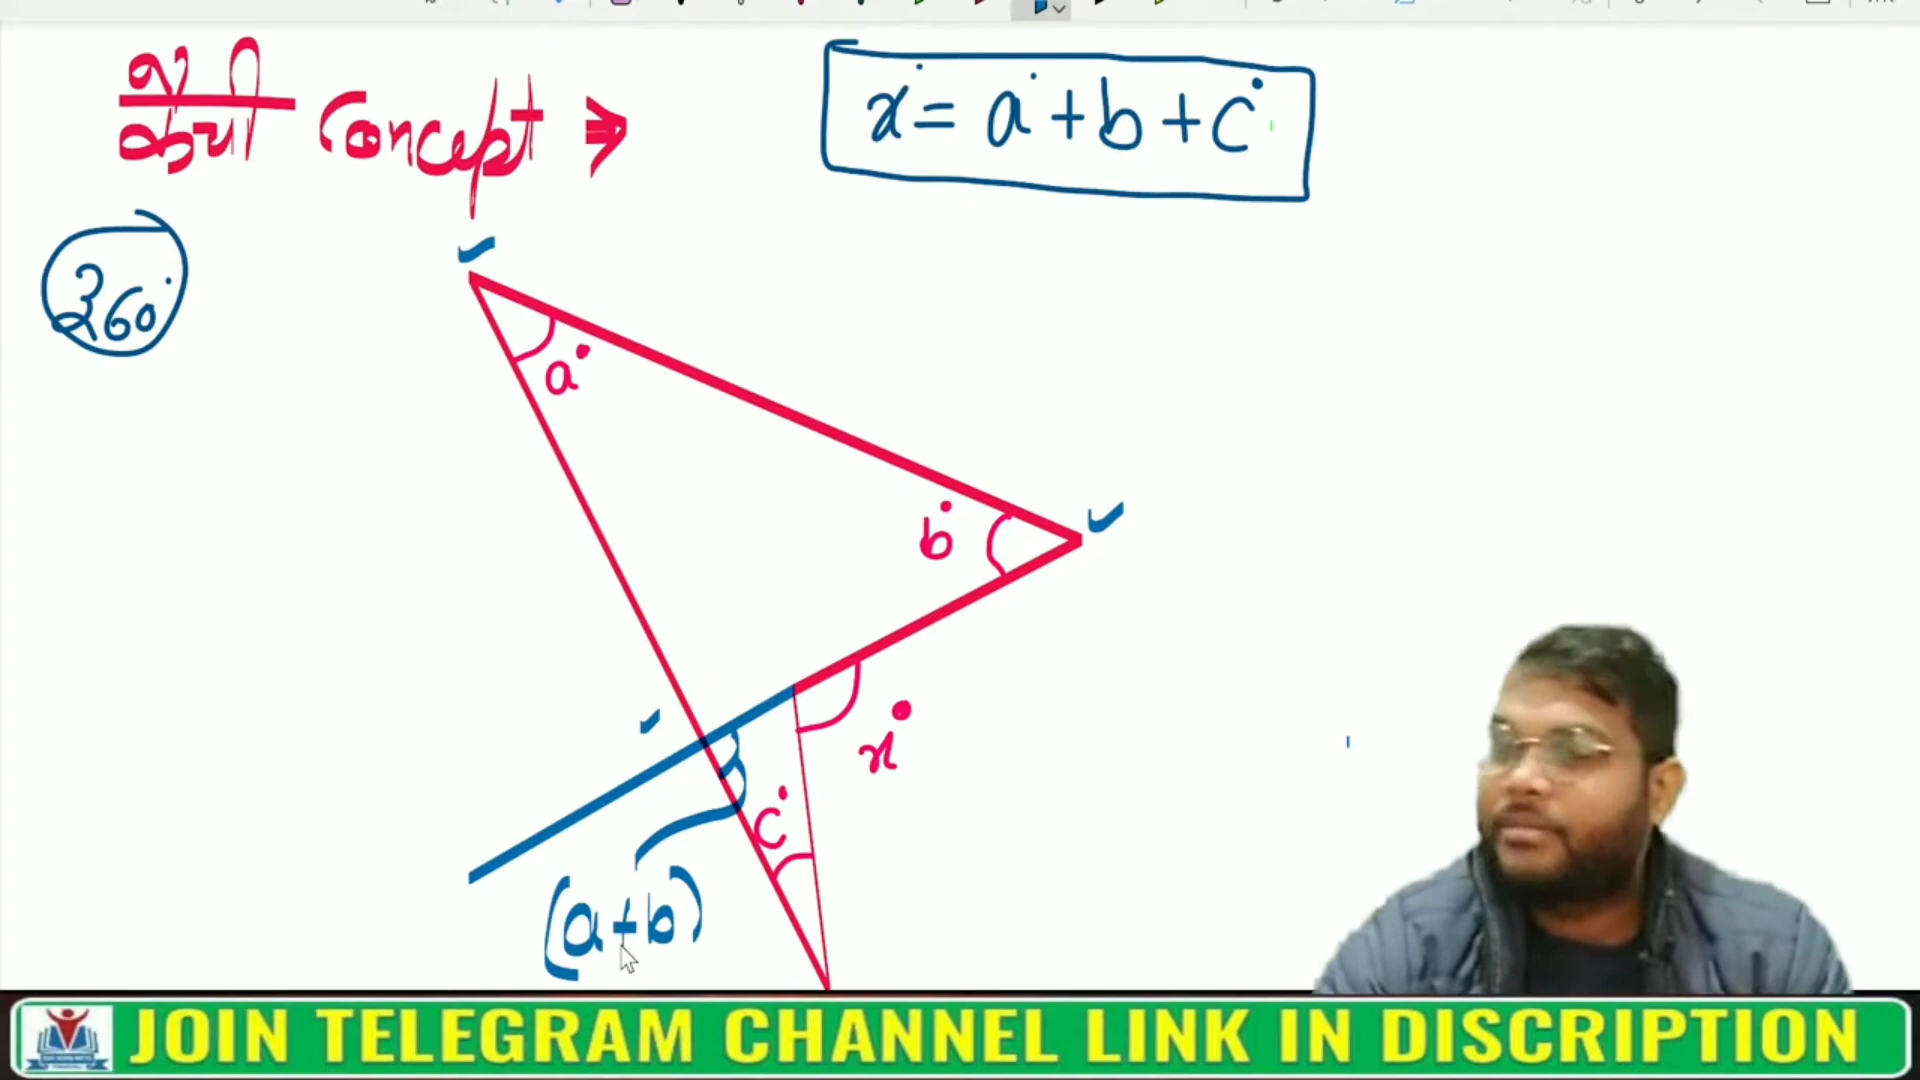 कैंची Concept ⇒
x° = a° + b + c°
360°
a°
b°
x°
c°
(a+b)
JOIN TELEGRAM CHANNEL LINK IN DISCRIPTION